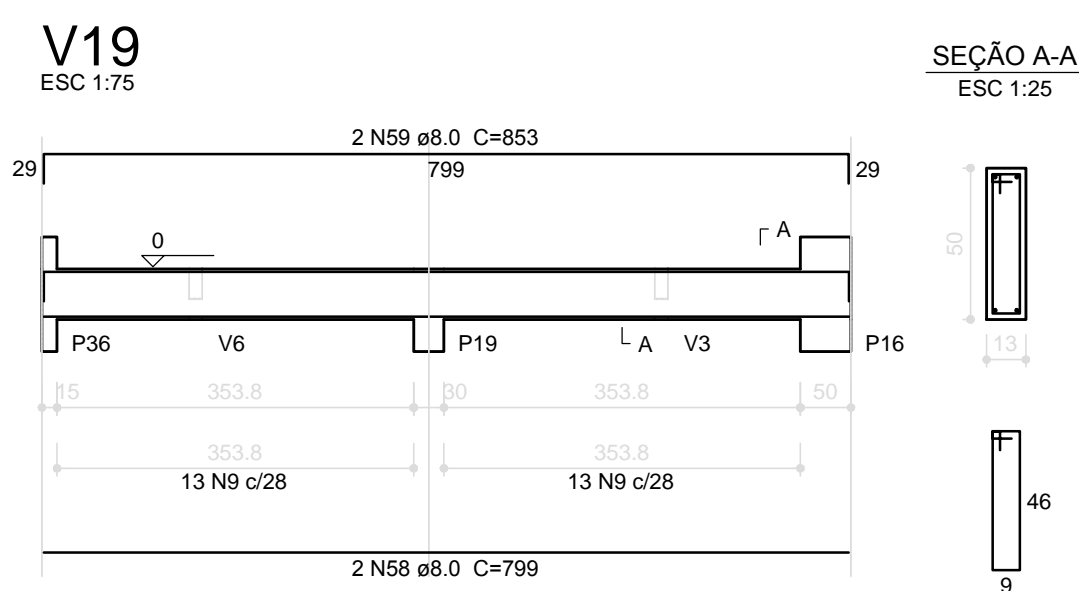 V19
ESC 1:75
SEÇÃO A-A
ESC 1:25
2 N59 ø8.0 C=853
29
799
29
0
A
50
P36
V6
P19
A
V3
P16
13
15
353.8
30
353.8
50
353.8
353.8
13 N9 c/28
13 N9 c/28
46
2 N58 ø8.0 C=799
9